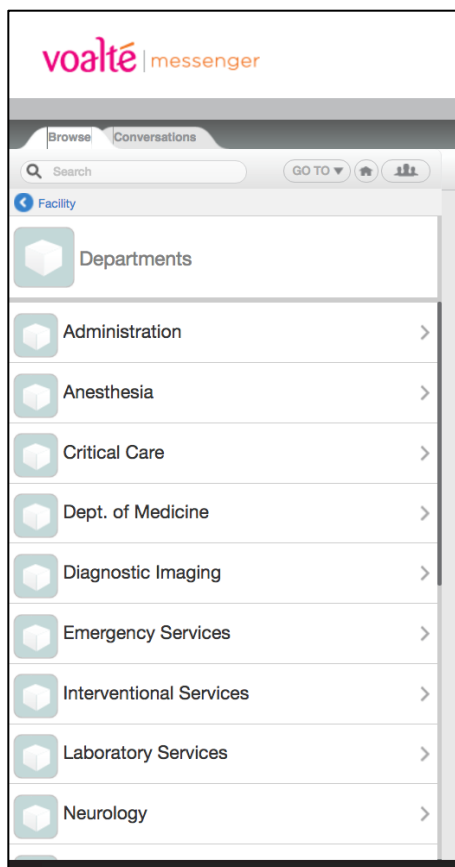 voalté | messenger
Browse Conversations
Search GO TO ▼
Facility
Departments
Administration
Anesthesia
Critical Care
Dept. of Medicine
Diagnostic Imaging
Emergency Services
Interventional Services
Laboratory Services
Neurology